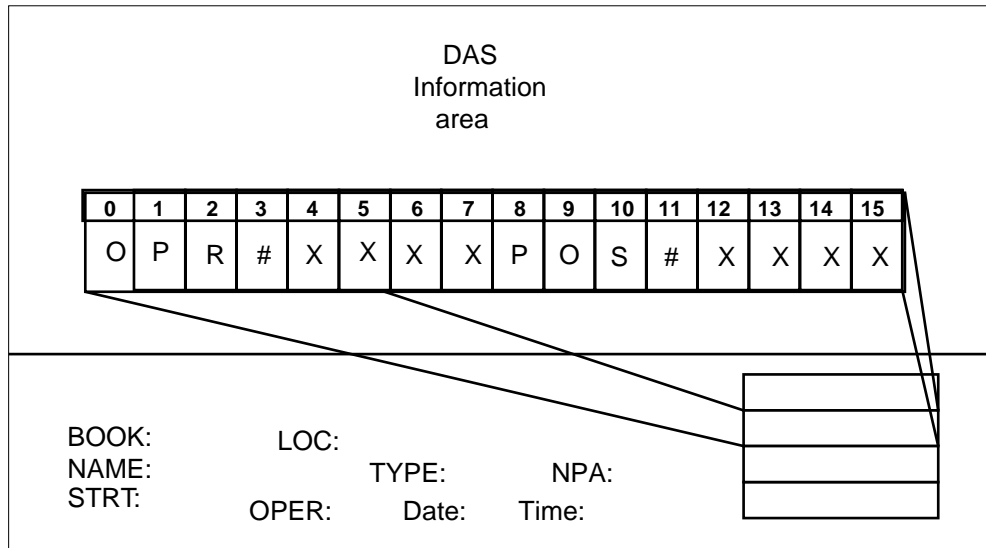 DAS
Information
area
0 1 2 3 4 5 6 7 8 9 10 11 12 13 14 15
O P R # X X X X P O S # X X X X
BOOK: LOC:
NAME: TYPE: NPA:
STRT: OPER: Date: Time: